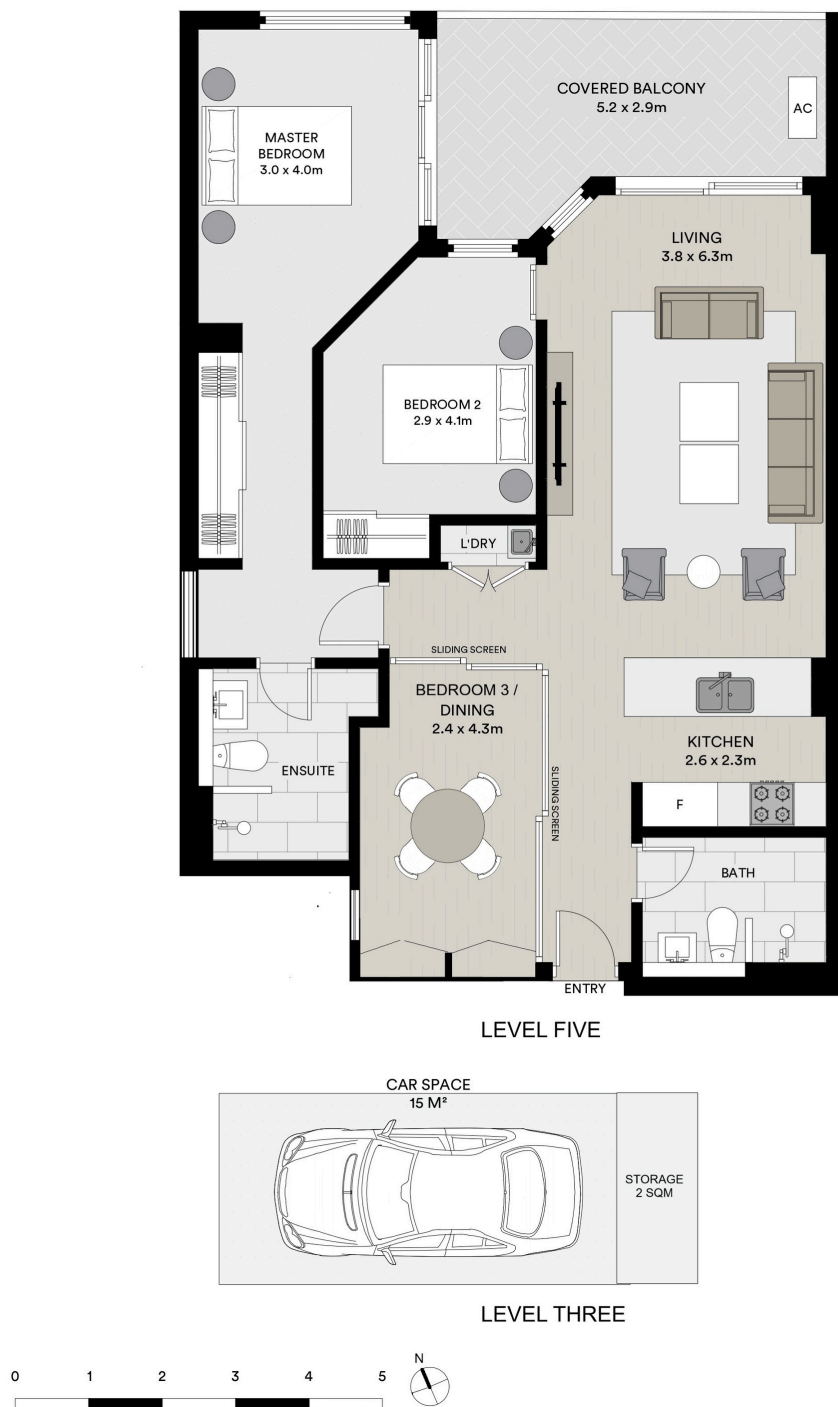 COVERED BALCONY
5.2 x 2.9m
AC
MASTER
BEDROOM
3.0 x 4.0m
LIVING
3.8 x 6.3m
BEDROOM 2
2.9 x 4.1m
L'DRY
SLIDING SCREEN
BEDROOM 3 /
DINING
2.4 x 4.3m
SLIDING SCREEN
KITCHEN
2.6 x 2.3m
ENSUITE
F
BATH
ENTRY
LEVEL FIVE
CAR SPACE
15 M²
STORAGE
2 SQM
LEVEL THREE
0 1 2 3 4 5
N